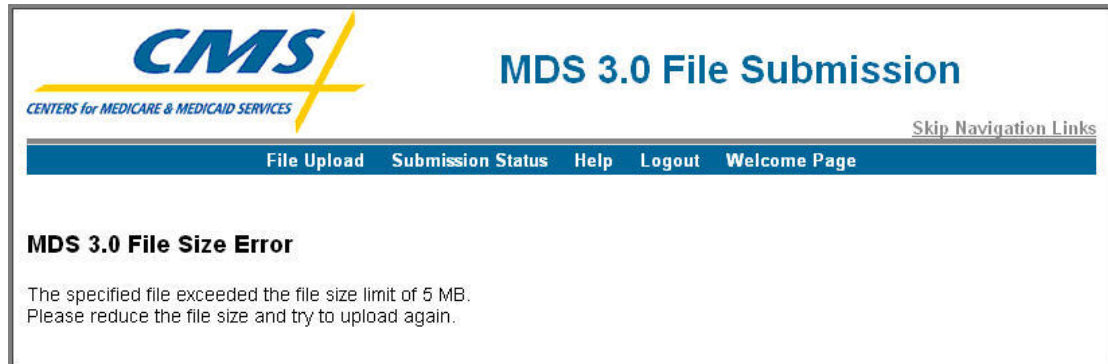 CMS
CENTERS for MEDICARE & MEDICAID SERVICES
MDS 3.0 File Submission
Skip Navigation Links
File Upload Submission Status Help Logout Welcome Page
MDS 3.0 File Size Error
The specified file exceeded the file size limit of 5 MB.
Please reduce the file size and try to upload again.